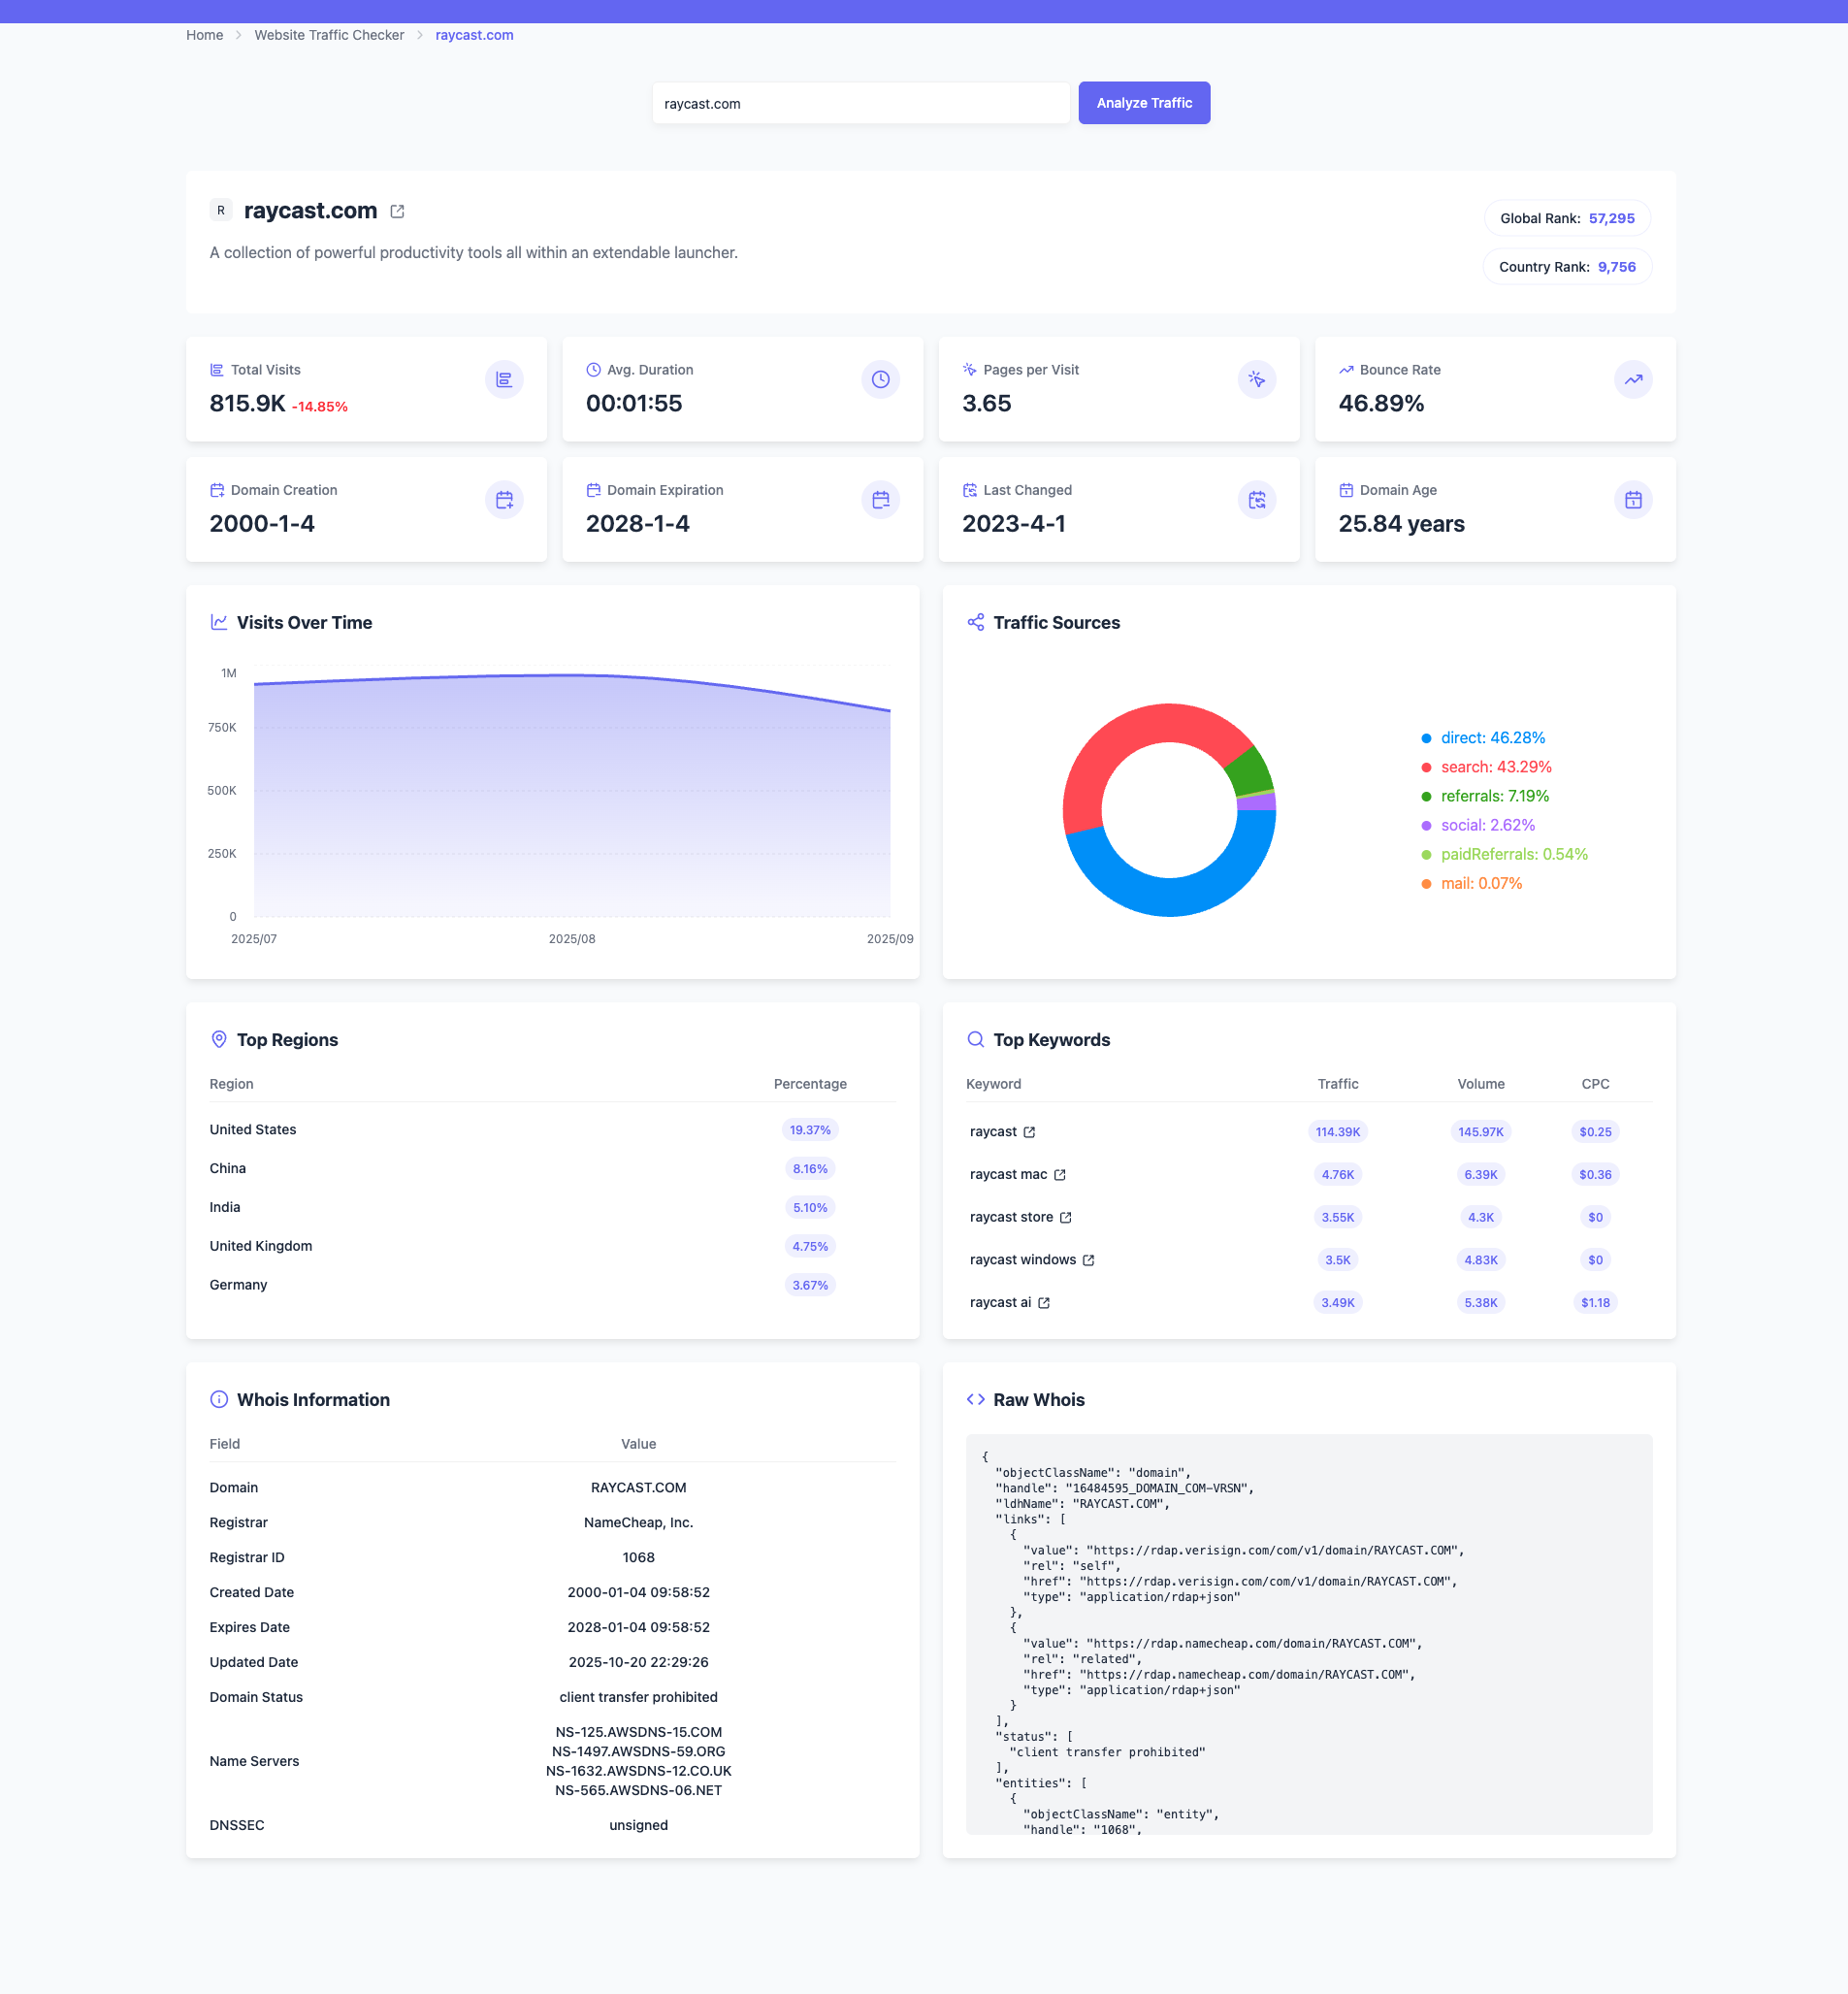 Home > Website Traffic Checker > raycast.com
raycast.com
Analyze Traffic
R raycast.com
A collection of powerful productivity tools all within an extendable launcher.
Global Rank: 57,295
Country Rank: 9,756
Total Visits
815.9K -14.85%
Avg. Duration
00:01:55
Pages per Visit
3.65
Bounce Rate
46.89%
Domain Creation
2000-1-4
Domain Expiration
2028-1-4
Last Changed
2023-4-1
Domain Age
25.84 years
Visits Over Time
1M
750K
500K
250K
0
2025/07 2025/08 2025/09
Traffic Sources
direct: 46.28%
search: 43.29%
referrals: 7.19%
social: 2.62%
paidReferrals: 0.54%
mail: 0.07%
Top Regions
Region Percentage
United States 19.37%
China 8.16%
India 5.10%
United Kingdom 4.75%
Germany 3.67%
Top Keywords
Keyword Traffic Volume CPC
raycast 114.39K 145.97K $0.25
raycast mac 4.76K 6.39K $0.36
raycast store 3.55K 4.3K $0
raycast windows 3.5K 4.83K $0
raycast ai 3.49K 5.38K $1.18
Whois Information
Field Value
Domain RAYCAST.COM
Registrar NameCheap, Inc.
Registrar ID 1068
Created Date 2000-01-04 09:58:52
Expires Date 2028-01-04 09:58:52
Updated Date 2025-10-20 22:29:26
Domain Status client transfer prohibited
Name Servers
NS-125.AWSDNS-15.COM
NS-1497.AWSDNS-59.ORG
NS-1632.AWSDNS-12.CO.UK
NS-565.AWSDNS-06.NET
DNSSEC unsigned
Raw Whois
{
"objectClassName": "domain",
"handle": "16484595_DOMAIN_COM-VRSN",
"ldhName": "RAYCAST.COM",
"links": [
{
"value": "https://rdap.verisign.com/com/v1/domain/RAYCAST.COM",
"rel": "self",
"href": "https://rdap.verisign.com/com/v1/domain/RAYCAST.COM",
"type": "application/rdap+json"
},
{
"value": "https://rdap.namecheap.com/domain/RAYCAST.COM",
"rel": "related",
"href": "https://rdap.namecheap.com/domain/RAYCAST.COM",
"type": "application/rdap+json"
}
],
"status": [
"client transfer prohibited"
],
"entities": [
{
"objectClassName": "entity",
"handle": "1068",